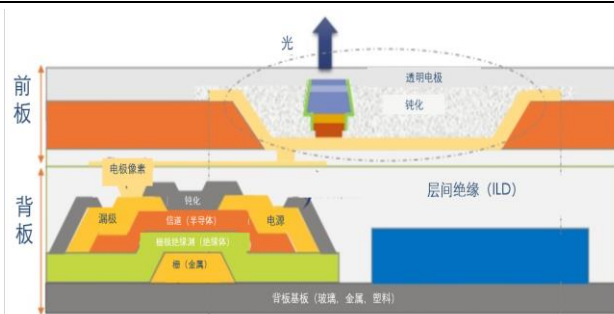 光
前板
透明电极
钝化
电极像素
背板
钝化
层间绝缘（ILD）
漏极
信道（半导体）
电源
栅极绝缘湖（绝缘体）
栅（金属）
背板基板（玻璃，金属，塑料）